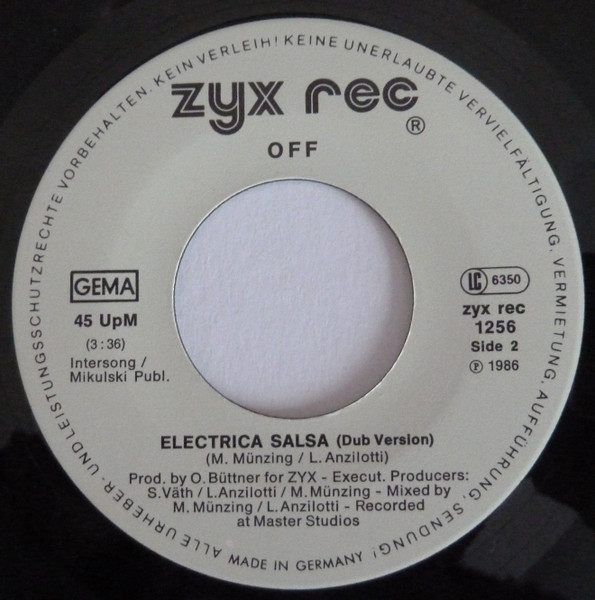 ALLE URHEBER- UND LEISTUNGSSCHUTZRECHTE VORBEHALTEN. KEIN VERLEIH! KEINE UNERLAUBTE VERVIELFÄLTIGUNG, VERMIETUNG, AUFFÜHRUNG, SENDUNG!
zyx rec
®
OFF
GEMA
45 UpM
(3:36)
Intersong /
Mikulski Publ.
LC 6350
zyx rec
1256
Side 2
℗ 1986
ELECTRICA SALSA (Dub Version)
(M. Münzing / L. Anzilotti)
Prod. by O. Büttner for ZYX - Execut. Producers:
S. Väth / L. Anzilotti / M. Münzing - Mixed by
M. Münzing / L. Anzilotti - Recorded
at Master Studios
MADE IN GERMANY